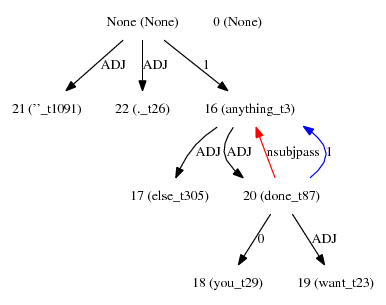 None (None) 0 (None)
ADJ ADJ 1
21 (''_t1091) 22 (._t26) 16 (anything_t3)
ADJ ADJ nsubjpass 1
17 (else_t305) 20 (done_t87)
0 ADJ
18 (you_t29) 19 (want_t23)